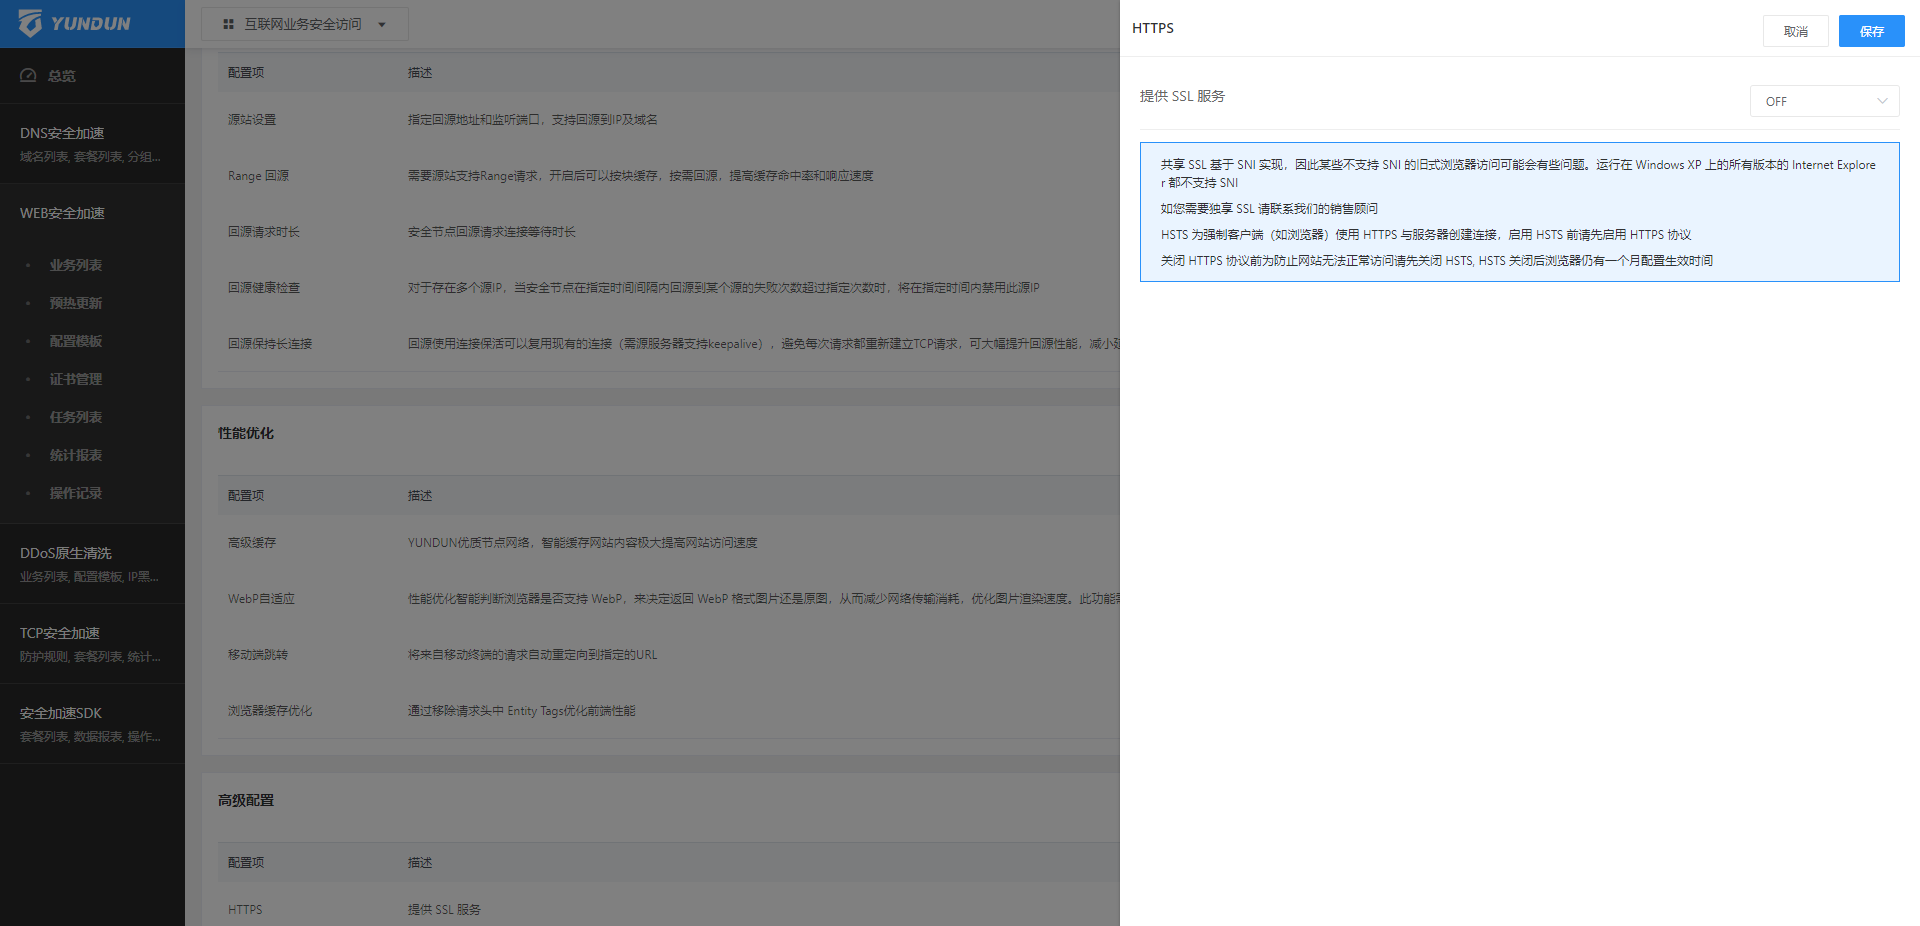 YUNDUN
互联网业务安全访问
总览
DNS安全加速
域名列表, 套餐列表, 分组...
WEB安全加速
业务列表
预热更新
配置模板
证书管理
任务列表
统计报表
操作记录
DDoS原生清洗
业务列表, 配置模板, IP黑...
TCP安全加速
防护规则, 套餐列表, 统计...
安全加速SDK
套餐列表, 数据报表, 操作...
配置项 描述
源站设置 指定回源地址和监听端口，支持回源到IP及域名
Range 回源 需要源站支持Range请求，开启后可以按块缓存，按需回源，提高缓存命中率和响应速度
回源请求时长 安全节点回源请求连接等待时长
回源健康检查 对于存在多个源IP，当安全节点在指定时间间隔内回源到某个源的失败次数超过指定次数时，将在指定时间内禁用此源IP
回源保持长连接 回源使用连接保活可以复用现有的连接（需源服务器支持keepalive），避免每次请求都重新建立TCP请求，可大幅提升回源性能，减小
性能优化
配置项 描述
高级缓存 YUNDUN优质节点网络，智能缓存网站内容极大提高网站访问速度
WebP自适应 性能优化智能判断浏览器是否支持 WebP，来决定返回 WebP 格式图片还是原图，从而减少网络传输消耗，优化图片渲染速度。此功能
移动端跳转 将来自移动终端的请求自动重定向到指定的URL
浏览器缓存优化 通过移除请求头中 Entity Tags优化前端性能
高级配置
配置项 描述
HTTPS 提供 SSL 服务
HTTPS
取消 保存
提供 SSL 服务 OFF
共享 SSL 基于 SNI 实现，因此某些不支持 SNI 的旧式浏览器访问可能会有些问题。运行在 Windows XP 上的所有版本的 Internet Explore
r 都不支持 SNI
如您需要独享 SSL 请联系我们的销售顾问
HSTS 为强制客户端（如浏览器）使用 HTTPS 与服务器创建连接，启用 HSTS 前请先启用 HTTPS 协议
关闭 HTTPS 协议前为防止网站无法正常访问请先关闭 HSTS, HSTS 关闭后浏览器仍有一个月配置生效时间